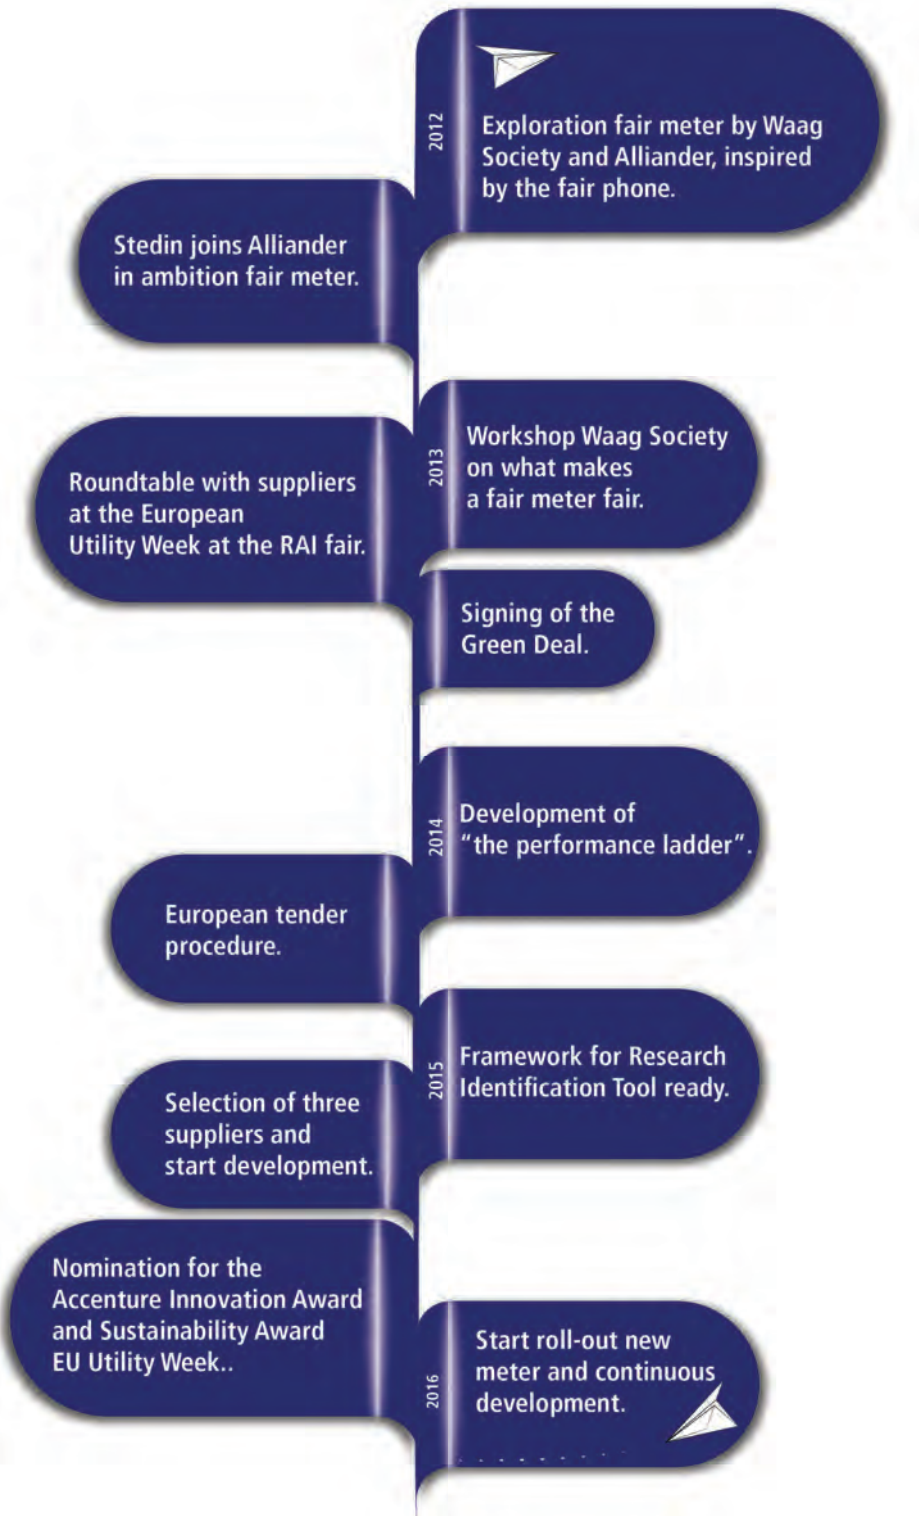 2012
Exploration fair meter by Waag
Society and Alliander, inspired
by the fair phone.
Stedin joins Alliander
in ambition fair meter.
2013
Workshop Waag Society
on what makes
a fair meter fair.
Roundtable with suppliers
at the European
Utility Week at the RAI fair.
Signing of the
Green Deal.
2014
Development of
“the performance ladder”.
European tender
procedure.
2015
Framework for Research
Identification Tool ready.
Selection of three
suppliers and
start development.
Nomination for the
Accenture Innovation Award
and Sustainability Award
EU Utility Week..
2016
Start roll-out new
meter and continuous
development.